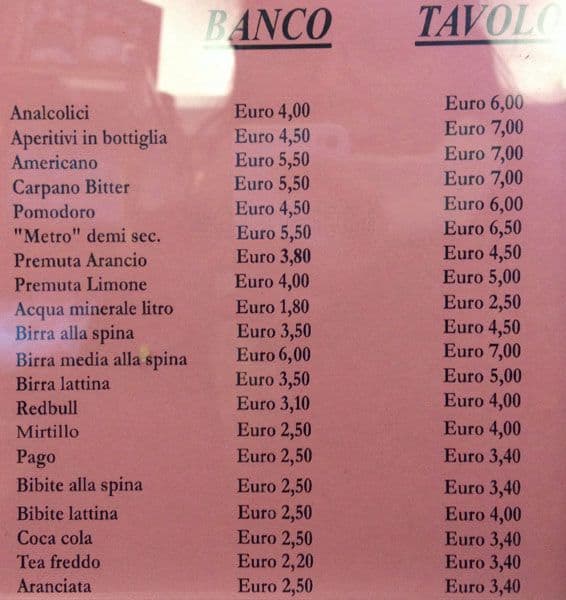 BANCO TAVOLO
Analcolici Euro 4,00 Euro 6,00
Aperitivi in bottiglia Euro 4,50 Euro 7,00
Americano Euro 5,50 Euro 7,00
Carpano Bitter Euro 5,50 Euro 7,00
Pomodoro Euro 4,50 Euro 6,00
"Metro" demi sec. Euro 5,50 Euro 6,50
Premuta Arancio Euro 3,80 Euro 4,50
Premuta Limone Euro 4,00 Euro 5,00
Acqua minerale litro Euro 1,80 Euro 2,50
Birra alla spina Euro 3,50 Euro 4,50
Birra media alla spina Euro 6,00 Euro 7,00
Birra lattina Euro 3,50 Euro 5,00
Redbull Euro 3,10 Euro 4,00
Mirtillo Euro 2,50 Euro 4,00
Pago Euro 2,50 Euro 3,40
Bibite alla spina Euro 2,50 Euro 3,40
Bibite lattina Euro 2,50 Euro 4,00
Coca cola Euro 2,50 Euro 3,40
Tea freddo Euro 2,20 Euro 3,40
Aranciata Euro 2,50 Euro 3,40